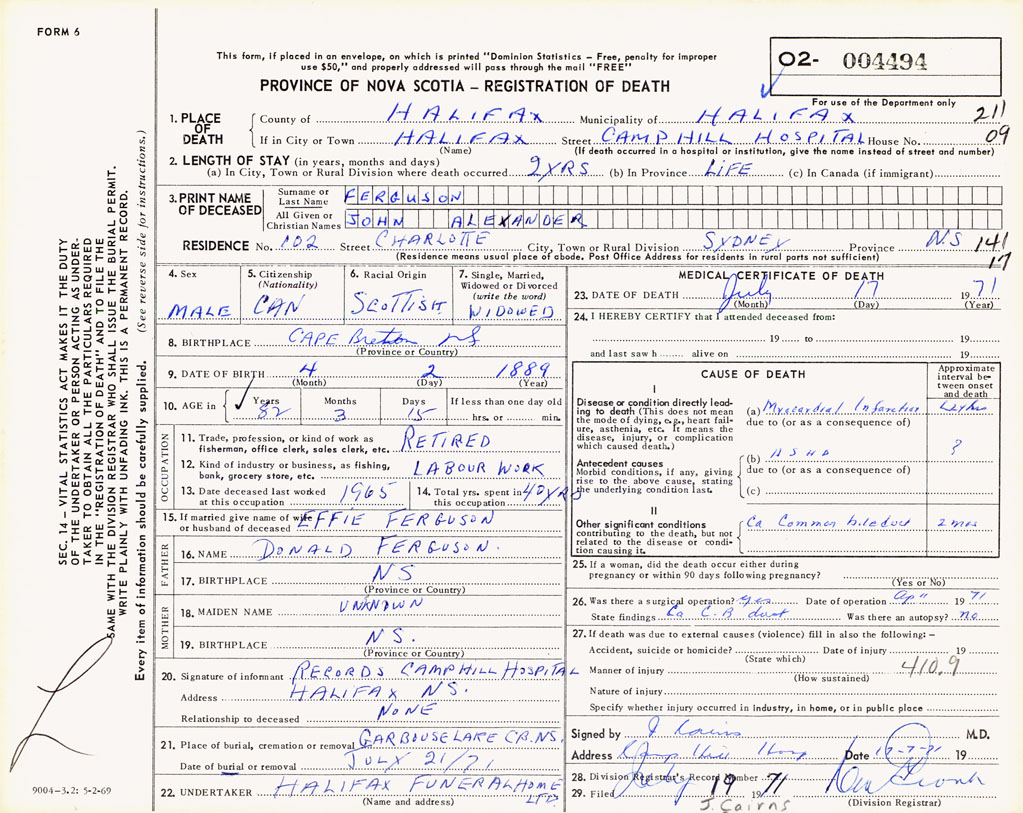 FORM 6
This form, if placed in an envelope, on which is printed "Dominion Statistics – Free, penalty for improper
use $50," and properly addressed will pass through the mail "FREE"
O2- 004494
PROVINCE OF NOVA SCOTIA – REGISTRATION OF DEATH
For use of the Department only
SEC. 14 – VITAL STATISTICS ACT MAKES IT THE DUTY
OF THE UNDERTAKER OR PERSON ACTING AS UNDER-
TAKER TO OBTAIN ALL THE PARTICULARS REQUIRED
IN THE "REGISTRATION OF DEATH" AND TO FILE THE
SAME WITH THE DIVISION REGISTRAR WHO SHALL ISSUE THE BURIAL PERMIT.
WRITE PLAINLY WITH UNFADING INK. THIS IS A PERMANENT RECORD.
Every item of information should be carefully supplied. (See reverse side for instructions.)
1. PLACE OF DEATH
County of HALIFAX Municipality of HALIFAX 211
If in City or Town HALIFAX Street CAMP HILL HOSPITAL House No. 09
(Name) (If death occurred in a hospital or institution, give the name instead of street and number)
2. LENGTH OF STAY (in years, months and days)
(a) In City, Town or Rural Division where death occurred 2 YRS (b) In Province LIFE (c) In Canada (if immigrant)
3. PRINT NAME OF DECEASED
Surname or Last Name FERGUSON
All Given or Christian Names JOHN ALEXANDER
RESIDENCE No. 102 Street CHARLOTTE City, Town or Rural Division SYDNEY Province N.S 141
(Residence means usual place of abode. Post Office Address for residents in rural parts not sufficient) 17
4. Sex MALE
5. Citizenship (Nationality) CAN
6. Racial Origin SCOTTISH
7. Single, Married, Widowed or Divorced (write the word) WIDOWED
8. BIRTHPLACE CAPE Breton NS
(Province or Country)
9. DATE OF BIRTH 4 2 1889
(Month) (Day) (Year)
10. AGE in Years 82 Months 3 Days 15 If less than one day old
hrs. or min.
OCCUPATION
11. Trade, profession, or kind of work as fisherman, office clerk, sales clerk, etc. RETIRED
12. Kind of industry or business, as fishing, bank, grocery store, etc. LABOUR WORK
13. Date deceased last worked at this occupation 1965
14. Total yrs. spent in this occupation 40 YRS
15. If married give name of wife or husband of deceased EFFIE FERGUSON
FATHER
16. NAME DONALD FERGUSON.
17. BIRTHPLACE NS
(Province or Country)
MOTHER
18. MAIDEN NAME UNKNOWN
19. BIRTHPLACE NS.
(Province or Country)
20. Signature of informant RECORDS CAMPHILL HOSPITAL
Address HALIFAX NS.
Relationship to deceased NONE
21. Place of burial, cremation or removal CB. NS.
Date of burial or removal JULY 21/71
22. UNDERTAKER HALIFAX FUNERAL HOME LTD
(Name and address)
9004-3.2: 5-2-69
MEDICAL CERTIFICATE OF DEATH
23. DATE OF DEATH July 17 19 71
(Month) (Day) (Year)
24. I HEREBY CERTIFY that I attended deceased from:
19 to 19
and last saw h alive on 19
CAUSE OF DEATH
Approximate interval between onset and death
I
Disease or condition directly leading to death (This does not mean the mode of dying, e.g., heart failure, asthenia, etc. It means the disease, injury, or complication which caused death.)
(a) Myocardial Infarction
due to (or as a consequence of)
Antecedent causes
Morbid conditions, if any, giving rise to the above cause, stating the underlying condition last.
(b) ASHD ?
due to (or as a consequence of)
(c)
II
Other significant conditions
contributing to the death, but not related to the disease or condition causing it.
Ca Common bileduct 2 mos
25. If a woman, did the death occur either during
pregnancy or within 90 days following pregnancy?
(Yes or No)
26. Was there a surgical operation? yes Date of operation Ap 19 71
State findings Ca C.B duct Was there an autopsy? No
27. If death was due to external causes (violence) fill in also the following: –
Accident, suicide or homicide? Date of injury 19
(State which)
Manner of injury 410.9
(How sustained)
Nature of injury
Specify whether injury occurred in industry, in home, or in public place
Signed by J Cairns M.D.
Address Camp Hill Hosp Date 17-7-71 19
28. Division Registrar's Record Number
29. Filed July 19 19 71
(Division Registrar)
J. Cairns